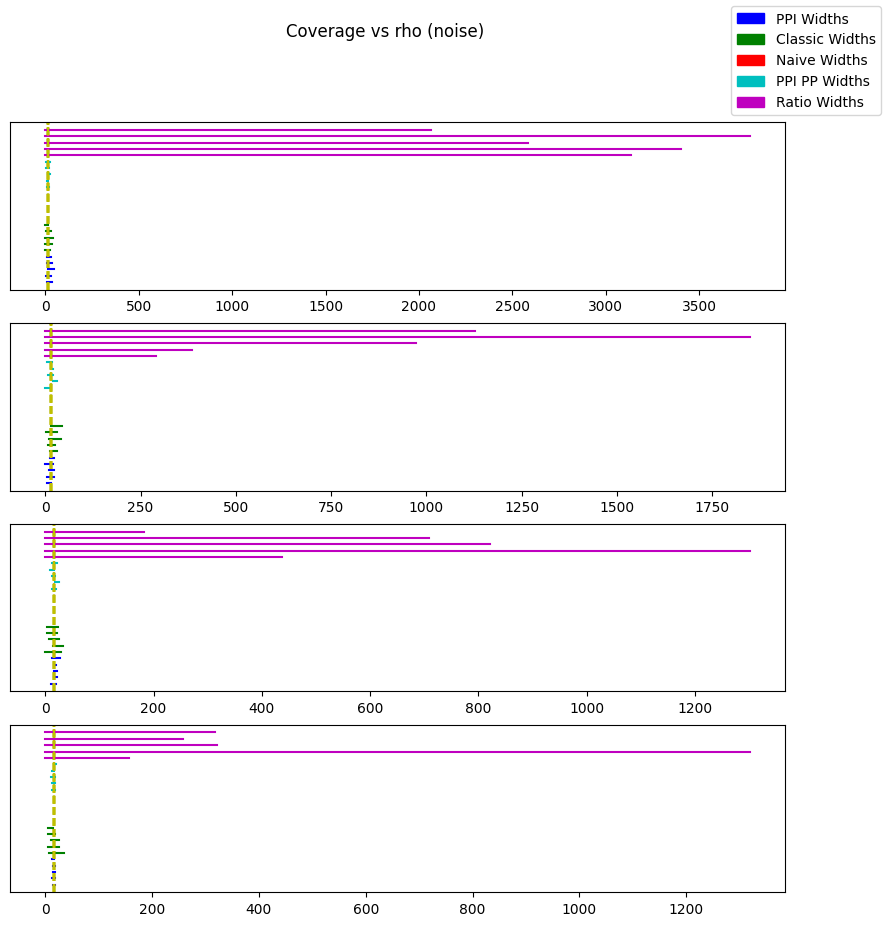 Coverage vs rho (noise)
PPI Widths
Classic Widths
Naive Widths
PPI PP Widths
Ratio Widths
0 500 1000 1500 2000 2500 3000 3500
0 250 500 750 1000 1250 1500 1750
0 200 400 600 800 1000 1200
0 200 400 600 800 1000 1200